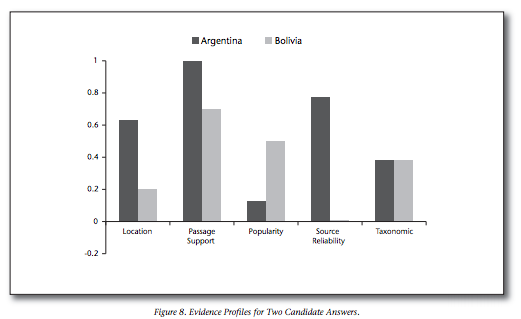 Argentina Bolivia
1
0.8
0.6
0.4
0.2
0
-0.2
Location Passage Support Popularity Source Reliability Taxonomic
Figure 8. Evidence Profiles for Two Candidate Answers.